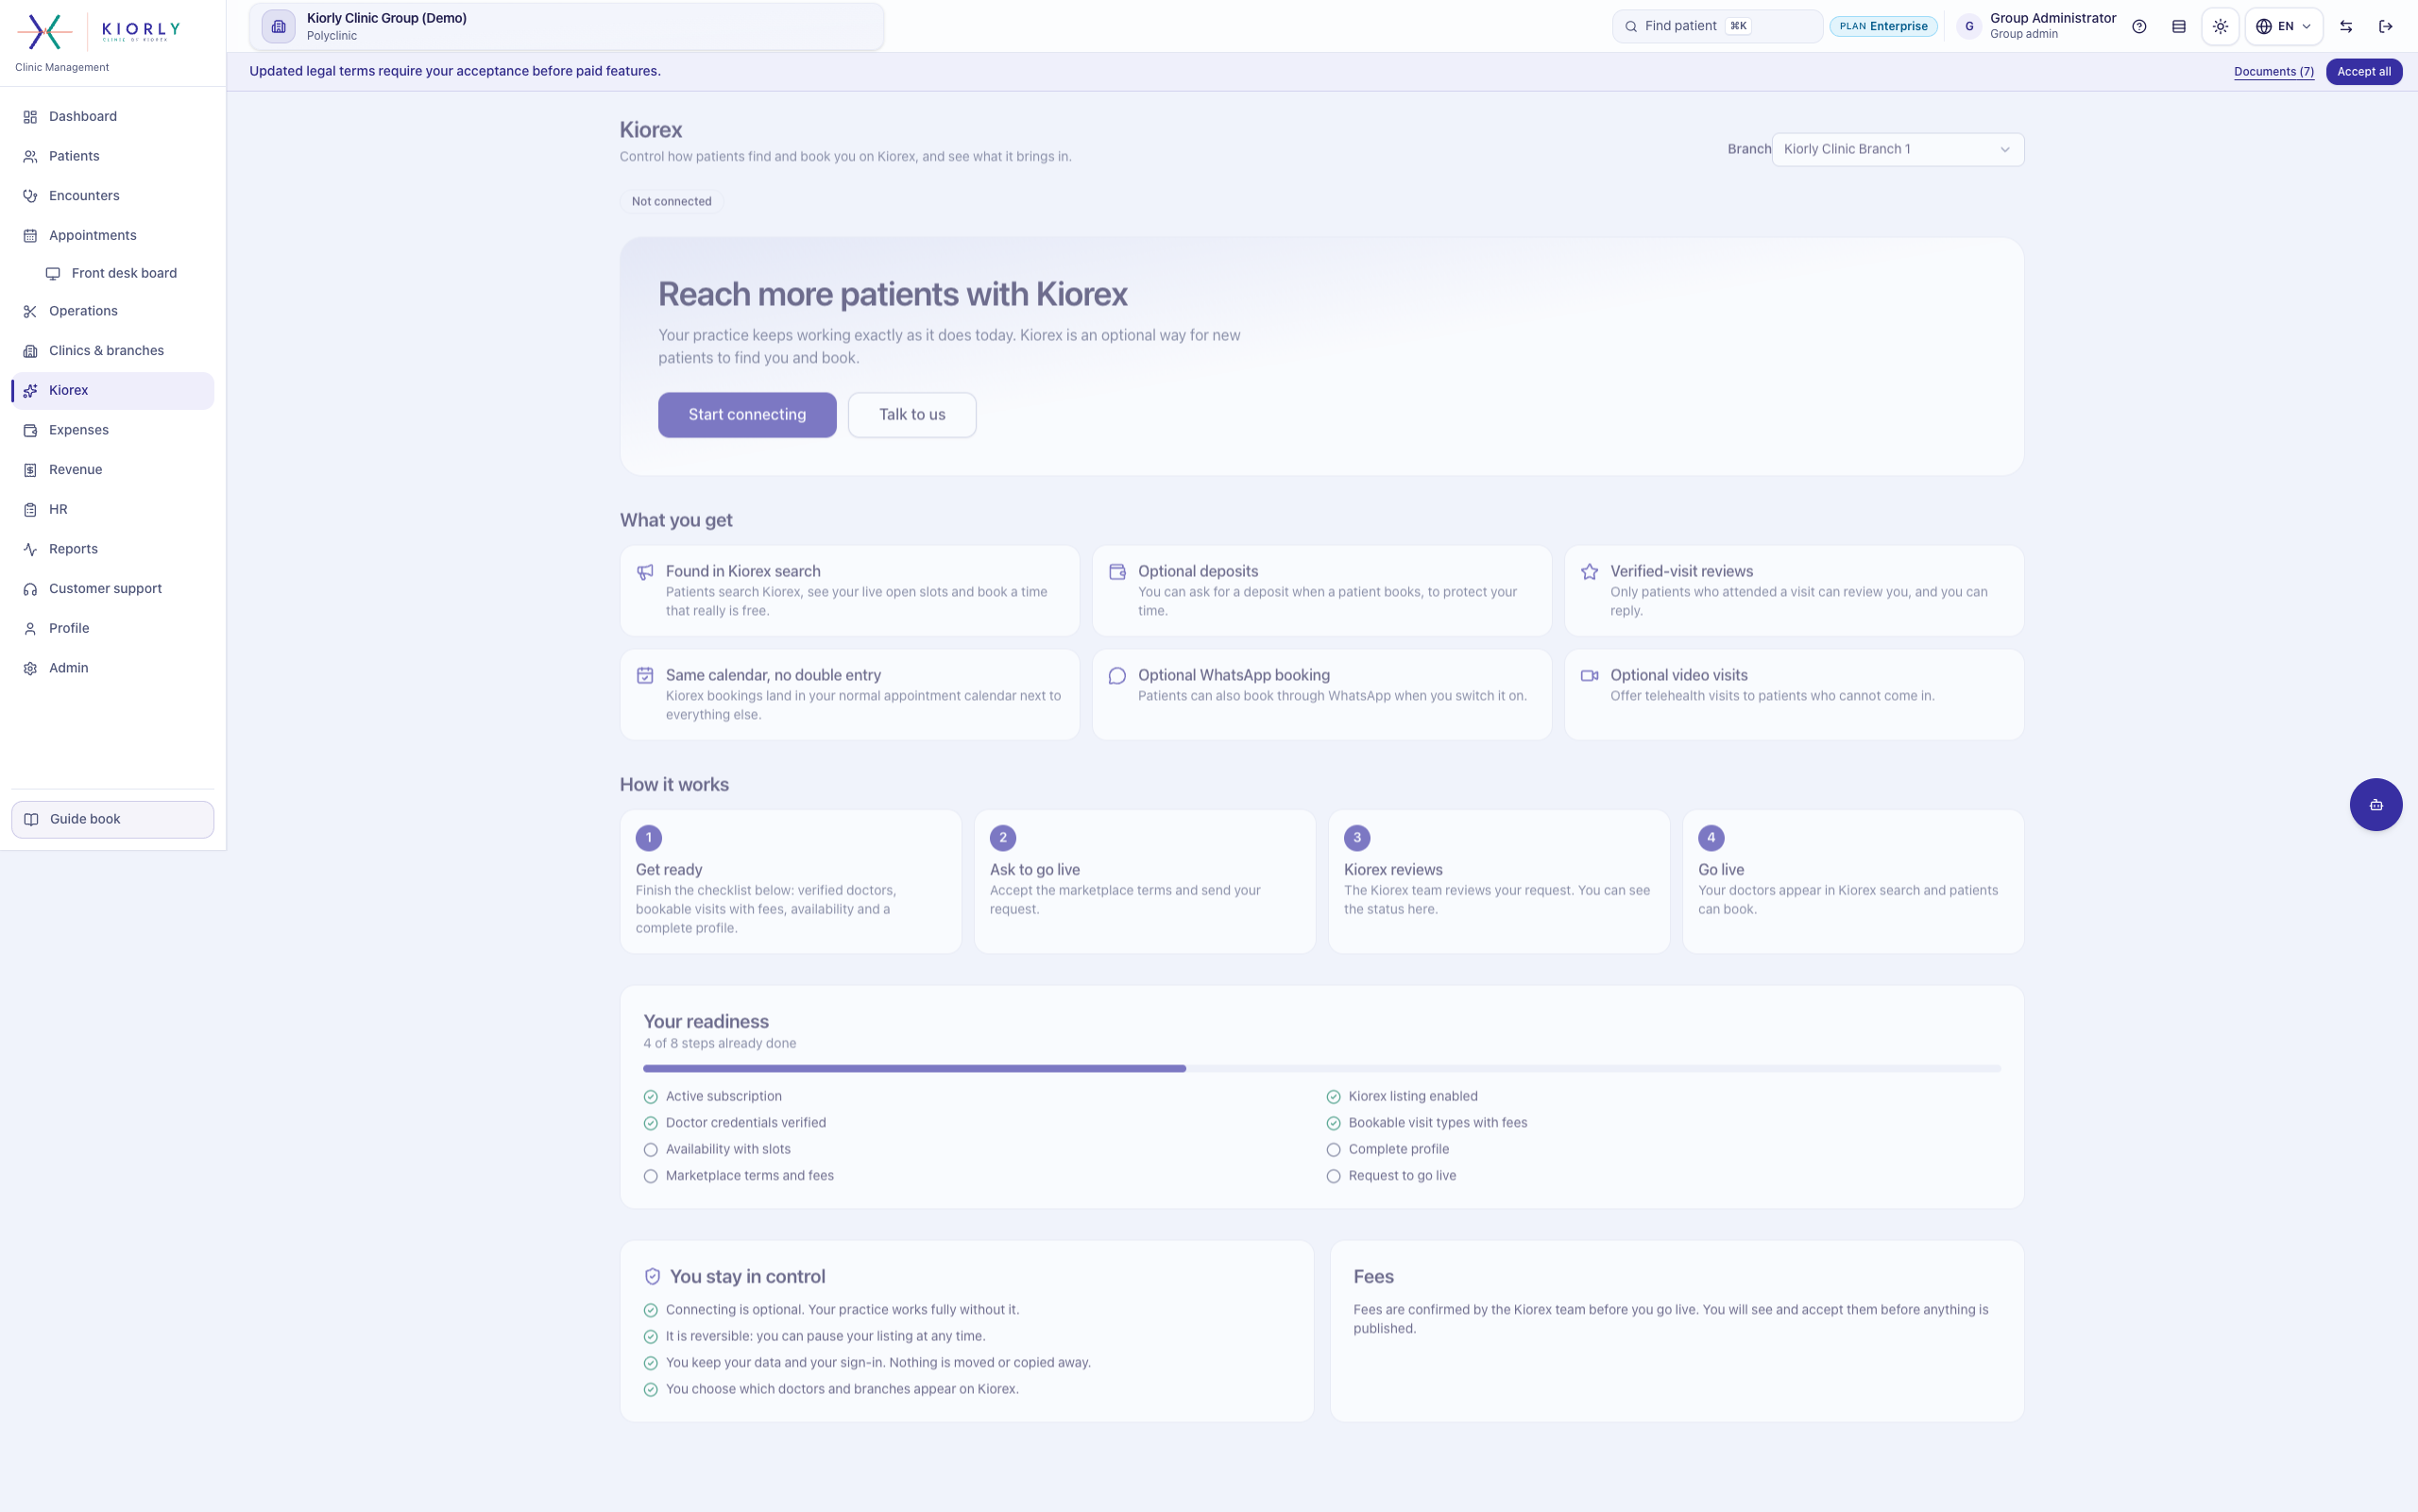 KIORLY
CLINIC BY KIOREX
Clinic Management
Kiorly Clinic Group (Demo)
Polyclinic
Find patient
⌘K
PLAN Enterprise
G
Group Administrator
Group admin
EN
Updated legal terms require your acceptance before paid features.
Documents (7)
Accept all
Dashboard
Patients
Encounters
Appointments
Front desk board
Operations
Clinics & branches
Kiorex
Expenses
Revenue
HR
Reports
Customer support
Profile
Admin
Guide book
Kiorex
Control how patients find and book you on Kiorex, and see what it brings in.
Branch
Kiorly Clinic Branch 1
Not connected
Reach more patients with Kiorex
Your practice keeps working exactly as it does today. Kiorex is an optional way for new
patients to find you and book.
Start connecting
Talk to us
What you get
Found in Kiorex search
Patients search Kiorex, see your live open slots and book a time
that really is free.
Optional deposits
You can ask for a deposit when a patient books, to protect your
time.
Verified-visit reviews
Only patients who attended a visit can review you, and you can
reply.
Same calendar, no double entry
Kiorex bookings land in your normal appointment calendar next to
everything else.
Optional WhatsApp booking
Patients can also book through WhatsApp when you switch it on.
Optional video visits
Offer telehealth visits to patients who cannot come in.
How it works
1
Get ready
Finish the checklist below: verified doctors,
bookable visits with fees, availability and a
complete profile.
2
Ask to go live
Accept the marketplace terms and send your
request.
3
Kiorex reviews
The Kiorex team reviews your request. You can see
the status here.
4
Go live
Your doctors appear in Kiorex search and patients
can book.
Your readiness
4 of 8 steps already done
Active subscription
Kiorex listing enabled
Doctor credentials verified
Bookable visit types with fees
Availability with slots
Complete profile
Marketplace terms and fees
Request to go live
You stay in control
Connecting is optional. Your practice works fully without it.
It is reversible: you can pause your listing at any time.
You keep your data and your sign-in. Nothing is moved or copied away.
You choose which doctors and branches appear on Kiorex.
Fees
Fees are confirmed by the Kiorex team before you go live. You will see and accept them before anything is
published.